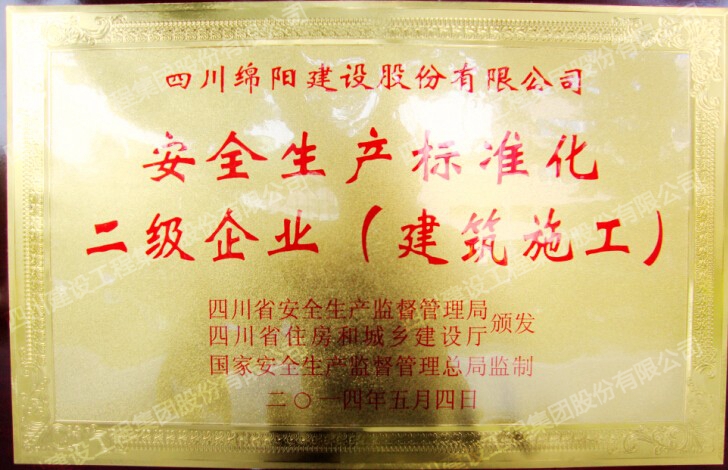 四川绵阳建设股份有限公司
安全生产标准化
二级企业（建筑施工）
四川省安全生产监督管理局
四川省住房和城乡建设厅
颁发
国家安全生产监督管理总局监制
二〇一四年五月四日